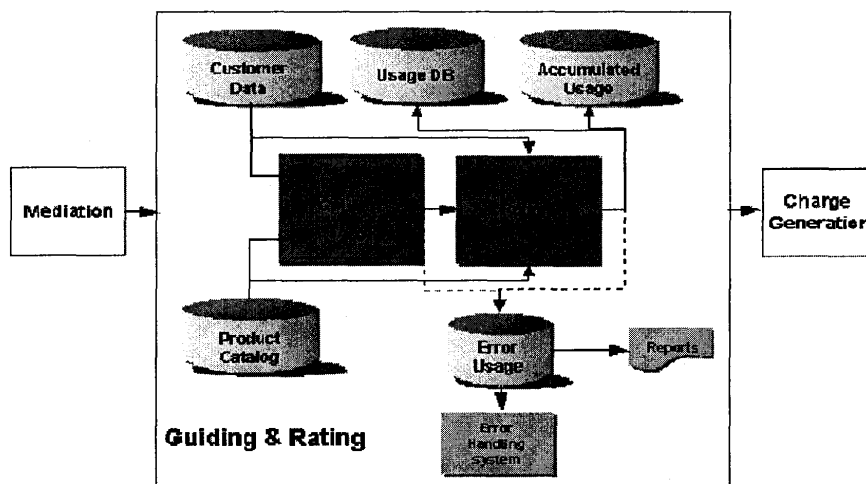 Customer
Data
Usage DB
Accumulated
Usage
Mediation
Charge
Generation
Product
Catalog
Error
Usage
Reports
Guiding & Rating
Error
Handling
System